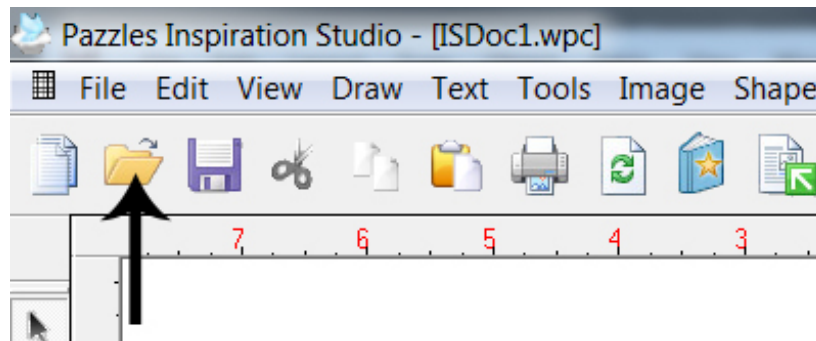 Pazzles Inspiration Studio - [ISDoc1.wpc]
File Edit View Draw Text Tools Image Shape
7 6 5 4 3